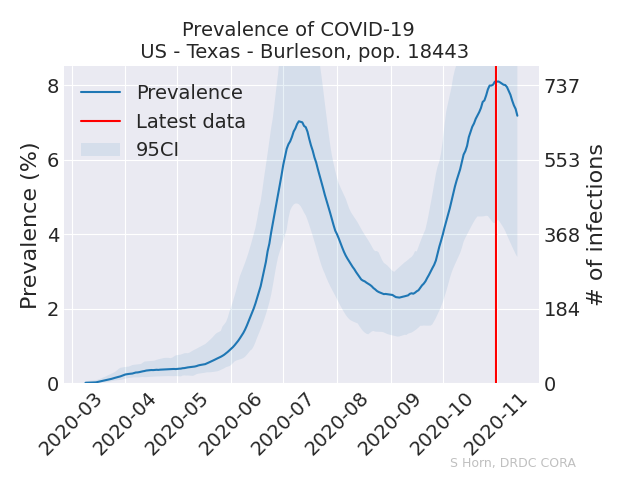 Prevalence of COVID-19
US - Texas - Burleson, pop. 18443
Prevalence
Latest data
95CI
Prevalence (%)
8
6
4
2
0
737
553
368
184
0
# of infections
2020-03
2020-04
2020-05
2020-06
2020-07
2020-08
2020-09
2020-10
2020-11
S Horn, DRDC CORA